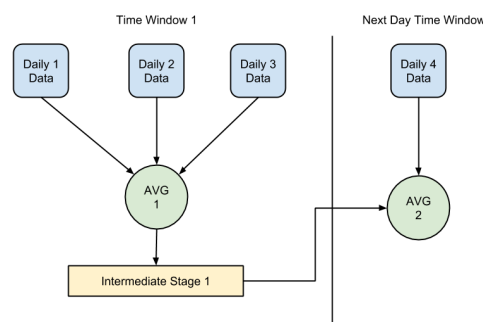 Time Window 1
Next Day Time Window
Daily 1
Data
Daily 2
Data
Daily 3
Data
Daily 4
Data
AVG
1
AVG
2
Intermediate Stage 1